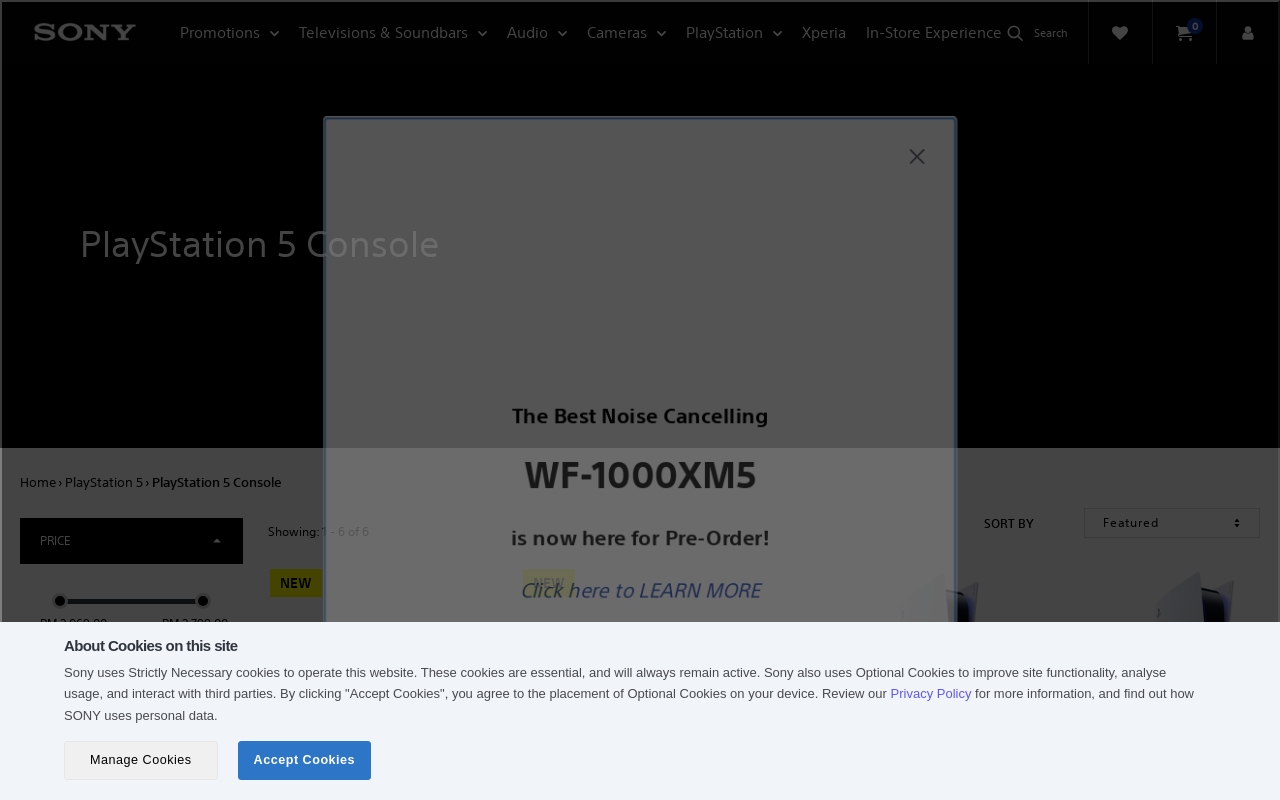 SONY
Promotions
Televisions & Soundbars
Audio
Cameras
PlayStation
Xperia
In-Store Experience
Search
0
PlayStation 5 Console
The Best Noise Cancelling
WF-1000XM5
is now here for Pre-Order!
Click here to LEARN MORE
Home › PlayStation 5 › PlayStation 5 Console
PRICE
Showing: 1 - 6 of 6
SORT BY
Featured
NEW
NEW
About Cookies on this site
Sony uses Strictly Necessary cookies to operate this website. These cookies are essential, and will always remain active. Sony also uses Optional Cookies to improve site functionality, analyse
usage, and interact with third parties. By clicking "Accept Cookies", you agree to the placement of Optional Cookies on your device. Review our Privacy Policy for more information, and find out how
SONY uses personal data.
Manage Cookies
Accept Cookies